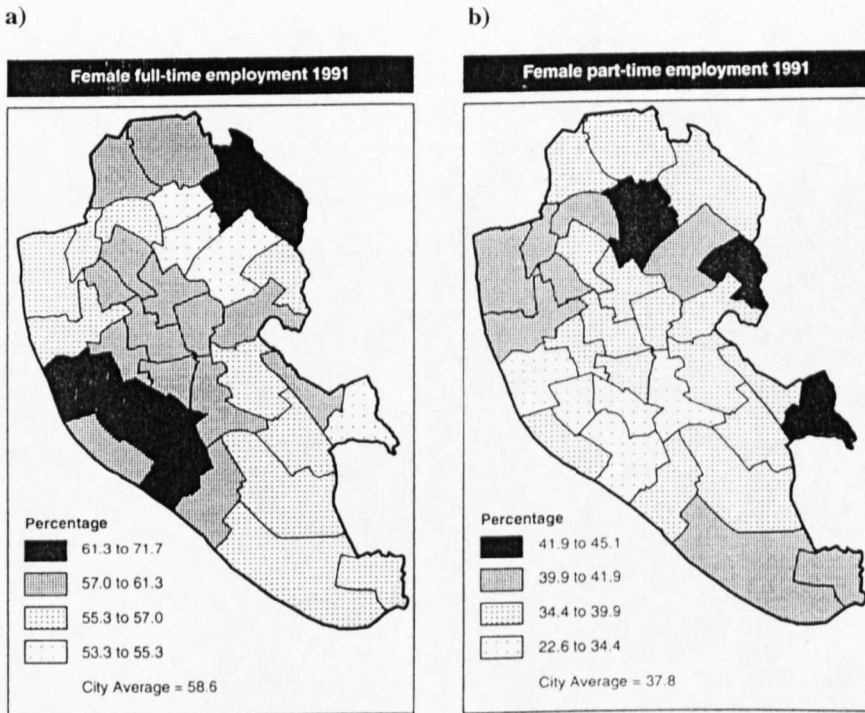 a)
Female full-time employment 1991
Percentage
61.3 to 71.7
57.0 to 61.3
55.3 to 57.0
53.3 to 55.3
City Average = 58.6
b)
Female part-time employment 1991
Percentage
41.9 to 45.1
39.9 to 41.9
34.4 to 39.9
22.6 to 34.4
City Average = 37.8